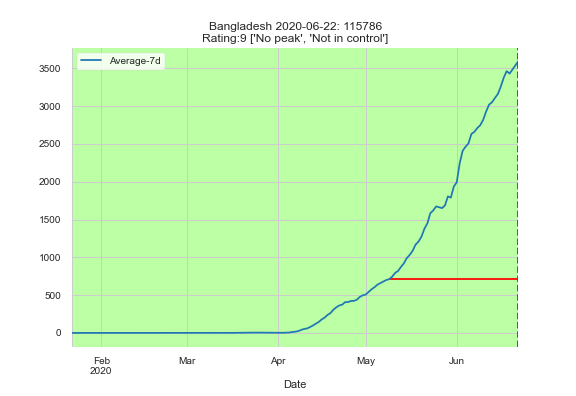 Bangladesh 2020-06-22: 115786
Rating:9 ['No peak', 'Not in control']
Average-7d
3500
3000
2500
2000
1500
1000
500
0
Feb
2020
Mar
Apr
May
Jun
Date